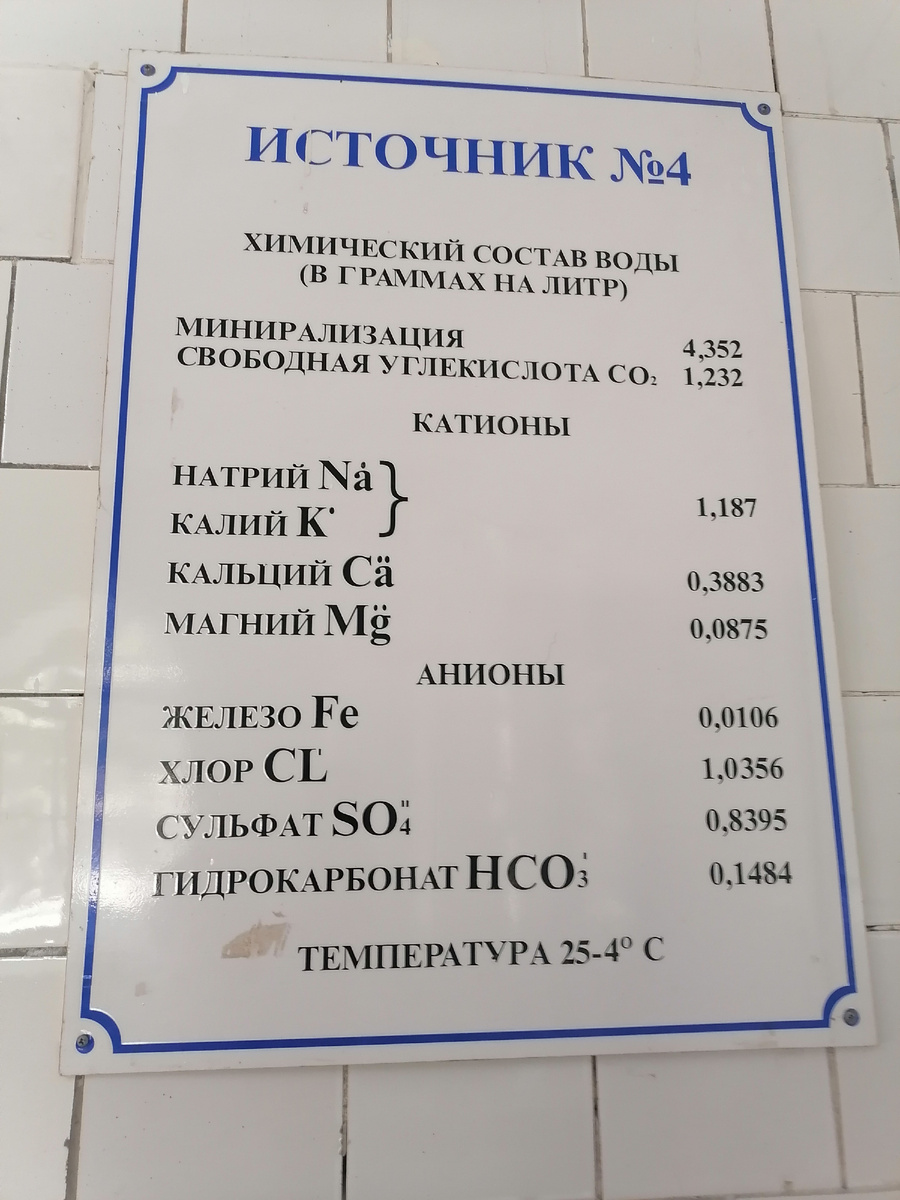 ИСТОЧНИК №4
ХИМИЧЕСКИЙ СОСТАВ ВОДЫ
(В ГРАММАХ НА ЛИТР)
МИНИРАЛИЗАЦИЯ 4,352
СВОБОДНАЯ УГЛЕКИСЛОТА CO₂ 1,232
КАТИОНЫ
НАТРИЙ Nȧ }
КАЛИЙ K˙ 1,187
КАЛЬЦИЙ Cä 0,3883
МАГНИЙ Mg̈ 0,0875
АНИОНЫ
ЖЕЛЕЗО Fe 0,0106
ХЛОР CL' 1,0356
СУЛЬФАТ SO₄" 0,8395
ГИДРОКАРБОНАТ HCO₃' 0,1484
ТЕМПЕРАТУРА 25-4° С